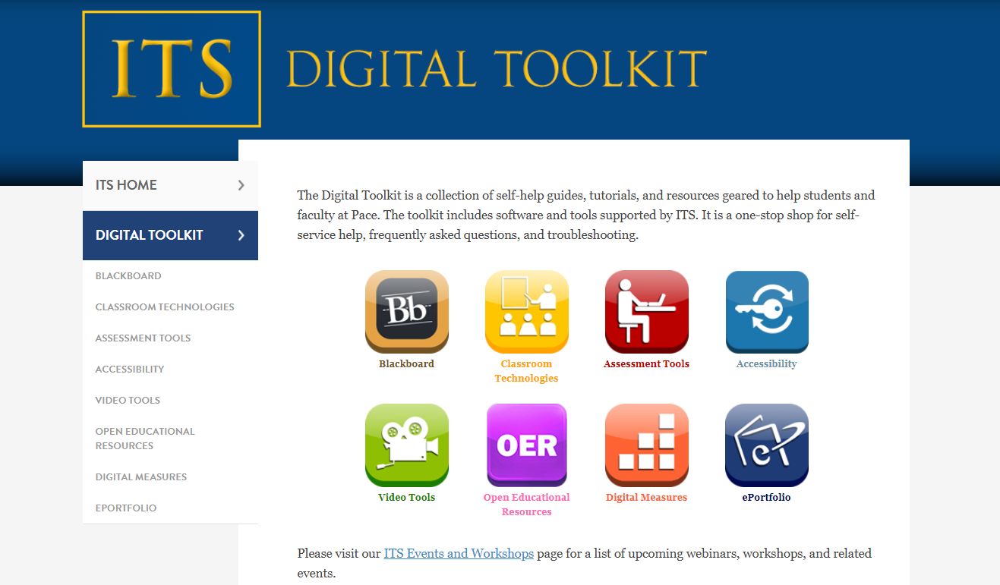 ITS
DIGITAL TOOLKIT
ITS HOME
DIGITAL TOOLKIT
BLACKBOARD
CLASSROOM TECHNOLOGIES
ASSESSMENT TOOLS
ACCESSIBILITY
VIDEO TOOLS
OPEN EDUCATIONAL
RESOURCES
DIGITAL MEASURES
EPORTFOLIO
The Digital Toolkit is a collection of self-help guides, tutorials, and resources geared to help students and
faculty at Pace. The toolkit includes software and tools supported by ITS. It is a one-stop shop for self-
service help, frequently asked questions, and troubleshooting.
Bb
Blackboard
Classroom
Technologies
Assessment Tools
Accessibility
Video Tools
OER
Open Educational
Resources
Digital Measures
eP
ePortfolio
Please visit our ITS Events and Workshops page for a list of upcoming webinars, workshops, and related
events.